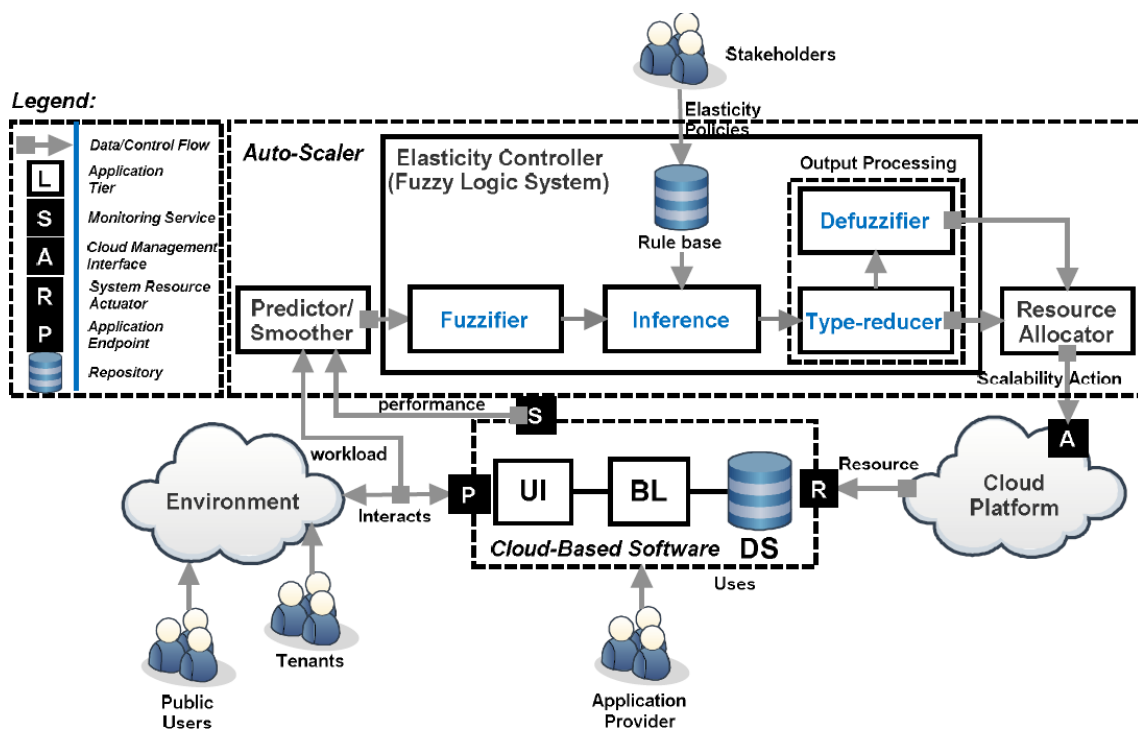 Stakeholders
Legend:
Elasticity
Policies
Data/Control Flow
L
Application
Tier
S
Monitoring Service
A
Cloud Management
Interface
R
System Resource
Actuator
P
Application
Endpoint
Repository
Auto-Scaler
Elasticity Controller
(Fuzzy Logic System)
Rule base
Output Processing
Defuzzifier
Predictor/
Smoother
Fuzzifier
Inference
Type-reducer
Resource
Allocator
Scalability Action
performance
S
workload
Environment
Interacts
P
UI
BL
DS
Cloud-Based Software
R
Resource
A
Cloud
Platform
Uses
Tenants
Public
Users
Application
Provider